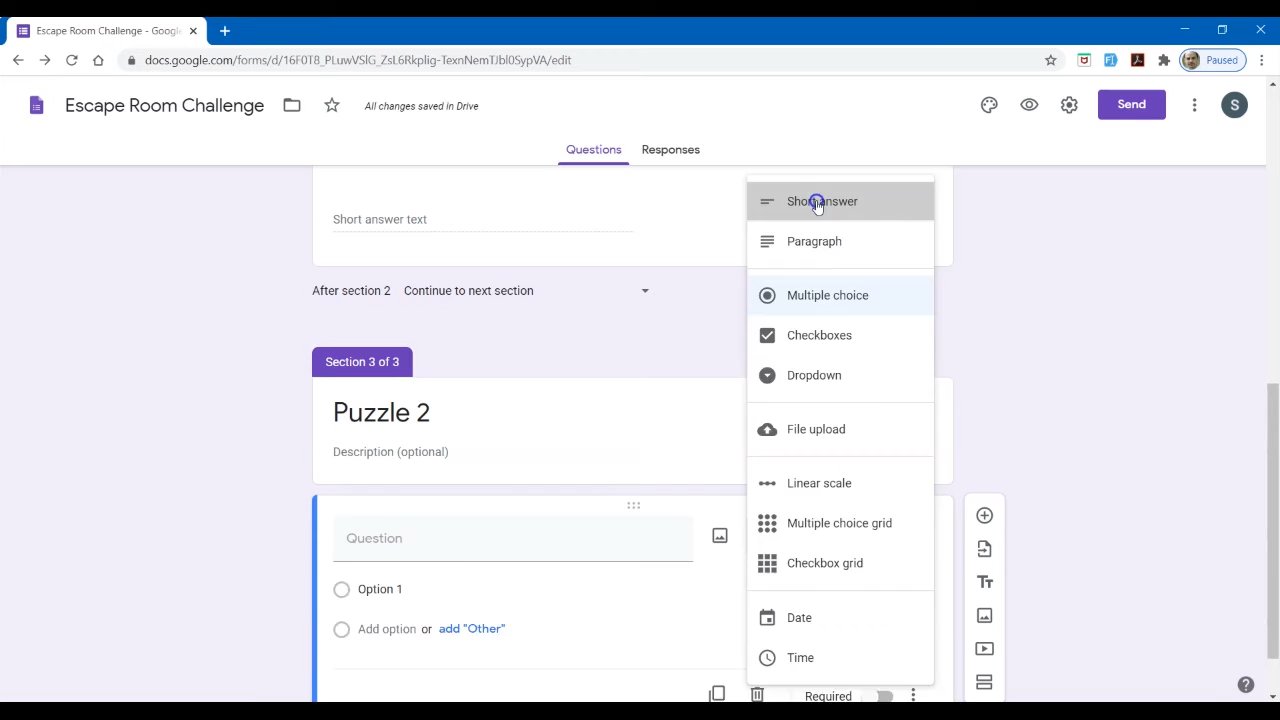 Escape Room Challenge - Google
docs.google.com/forms/d/16F0T8_PLuwVSlG_ZsL6Rkplig-TexnNemTJbl0SypVA/edit
Paused
Escape Room Challenge
All changes saved in Drive
Send
S
Questions
Responses
Short answer text
Short answer
Paragraph
After section 2
Continue to next section
Multiple choice
Checkboxes
Section 3 of 3
Dropdown
Puzzle 2
File upload
Description (optional)
Linear scale
Multiple choice grid
Question
Checkbox grid
Option 1
Date
Add option or add "Other"
Time
Required